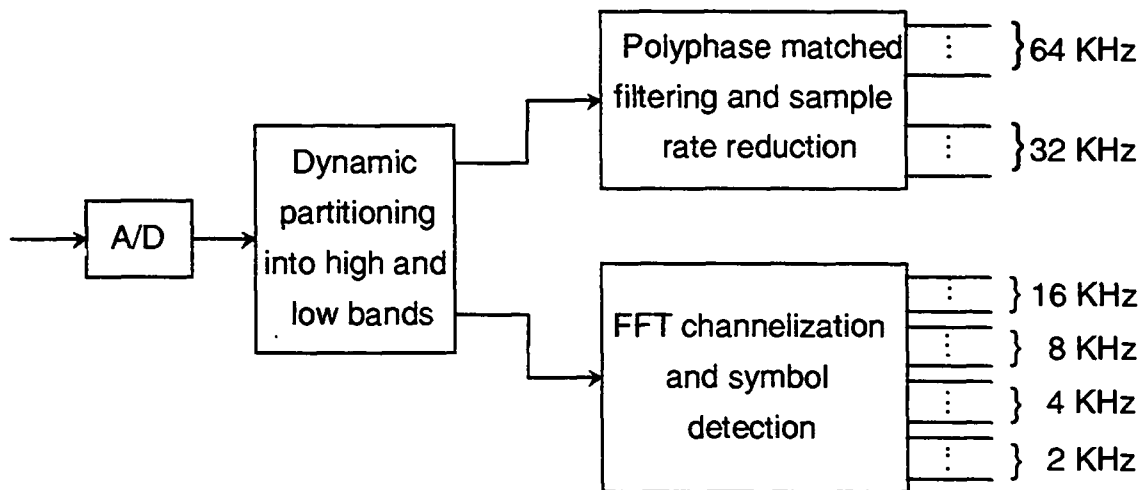 A/D
Dynamic
partitioning
into high and
low bands
Polyphase matched
filtering and sample
rate reduction
⋮ } 64 KHz
⋮ } 32 KHz
FFT channelization
and symbol
detection
⋮ } 16 KHz
⋮ } 8 KHz
⋮ } 4 KHz
⋮ } 2 KHz